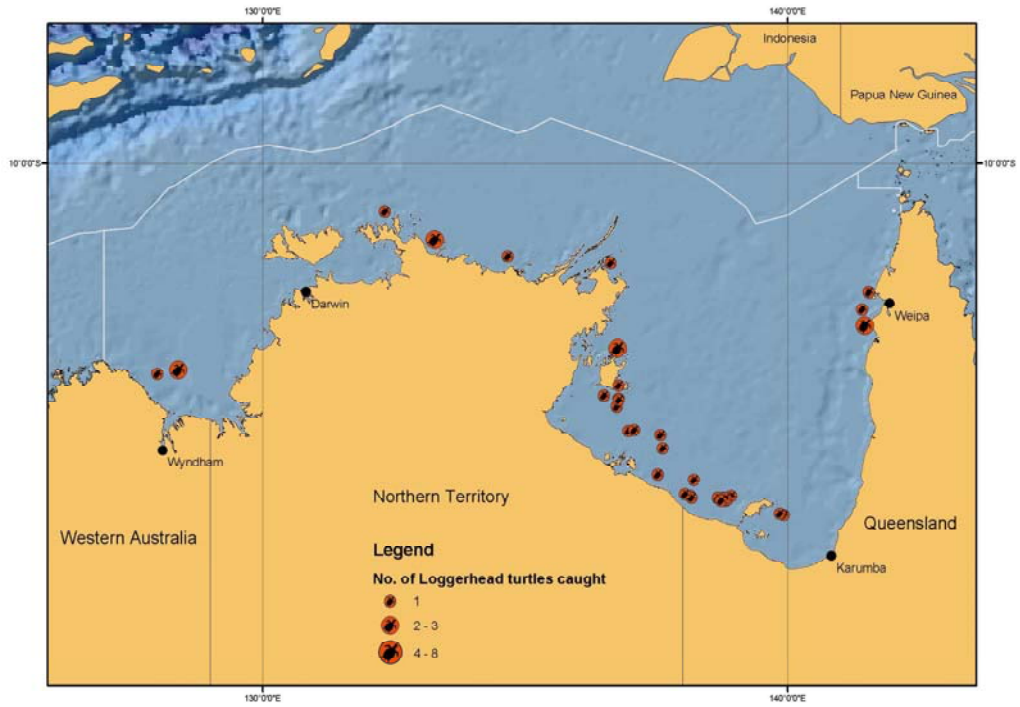 130°0'0"E 140°0'0"E
Indonesia
Papua New Guinea
10°0'0"S 10°0'0"S
Darwin
Weipa
Wyndham
Northern Territory
Western Australia
Queensland
Legend
Karumba
No. of Loggerhead turtles caught
1
2 - 3
4 - 8
130°0'0"E 140°0'0"E